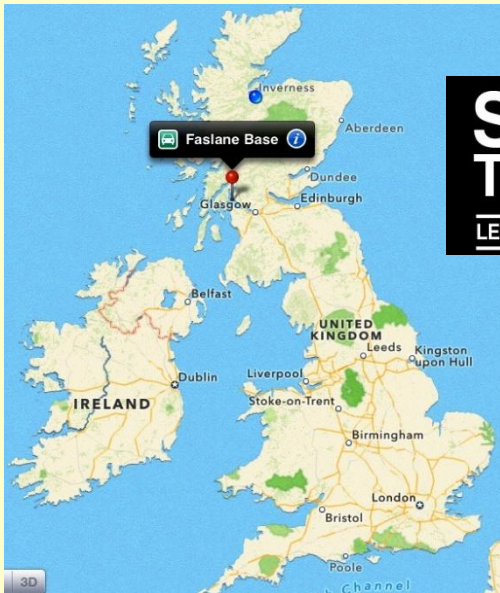 Inverness
Aberdeen
Faslane Base i
Dundee
Edinburgh
Glasgow
Belfast
UNITED
KINGDOM
Leeds
Kingston
upon Hull
Dublin
Liverpool
IRELAND
Stoke-on-Trent
Birmingham
London
Bristol
Poole
Channel
3D
S
T
LE